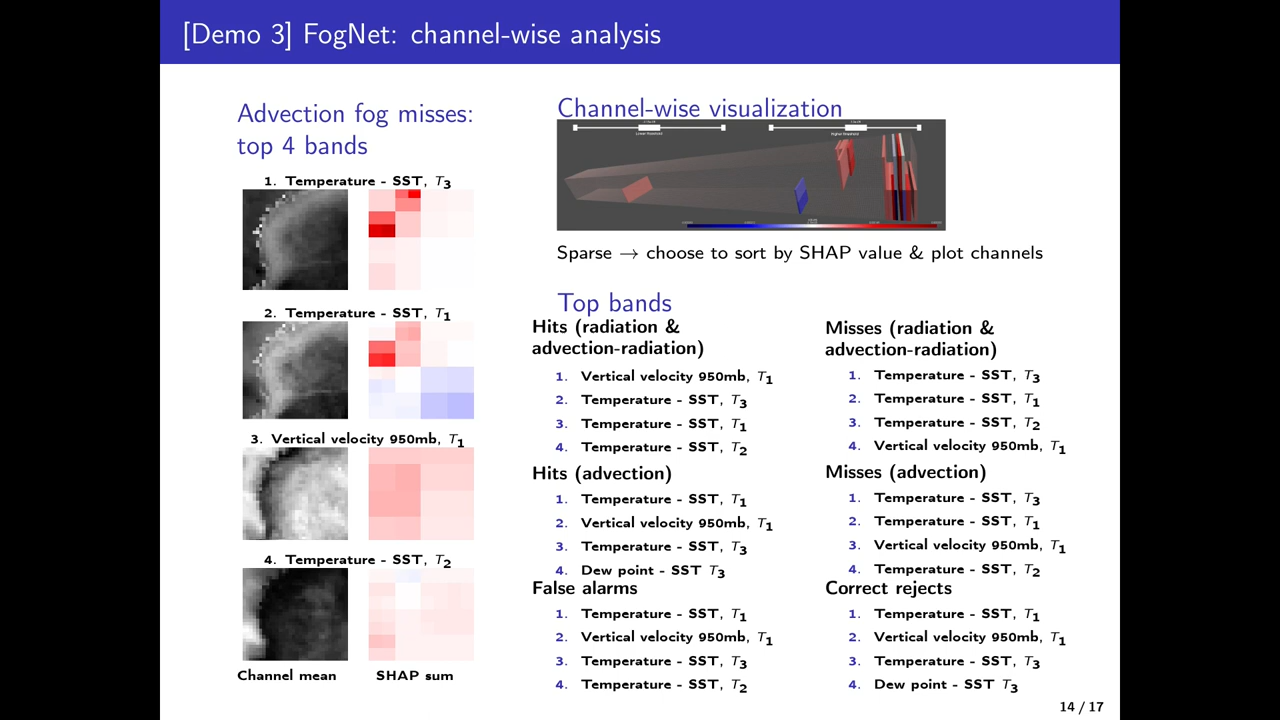 [Demo 3] FogNet: channel-wise analysis
Advection fog misses:
top 4 bands
1. Temperature - SST, T3
2. Temperature - SST, T1
3. Vertical velocity 950mb, T1
4. Temperature - SST, T2
Channel mean
SHAP sum
Channel-wise visualization
Sparse → choose to sort by SHAP value & plot channels
Top bands
Hits (radiation &
advection-radiation)
1. Vertical velocity 950mb, T1
2. Temperature - SST, T3
3. Temperature - SST, T1
4. Temperature - SST, T2
Hits (advection)
1. Temperature - SST, T1
2. Vertical velocity 950mb, T1
3. Temperature - SST, T3
4. Dew point - SST T3
False alarms
1. Temperature - SST, T1
2. Vertical velocity 950mb, T1
3. Temperature - SST, T3
4. Temperature - SST, T2
Misses (radiation &
advection-radiation)
1. Temperature - SST, T3
2. Temperature - SST, T1
3. Temperature - SST, T2
4. Vertical velocity 950mb, T1
Misses (advection)
1. Temperature - SST, T3
2. Temperature - SST, T1
3. Vertical velocity 950mb, T1
4. Temperature - SST, T2
Correct rejects
1. Temperature - SST, T1
2. Vertical velocity 950mb, T1
3. Temperature - SST, T3
4. Dew point - SST T3
14 / 17